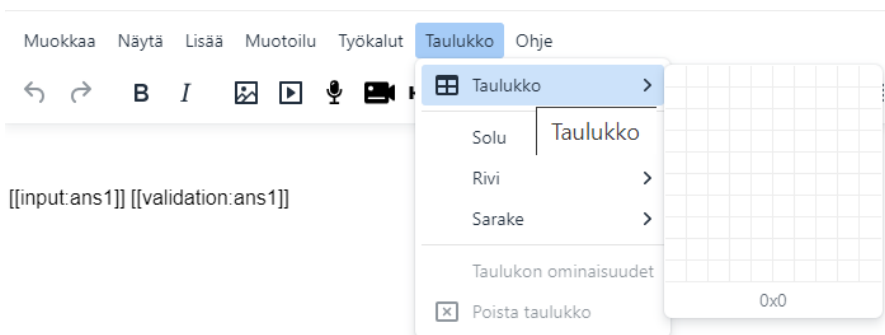 Muokkaa Näytä Lisää Muotoilu Työkalut Taulukko Ohje
B I
Taulukko
Solu
Taulukko
Rivi
Sarake
Taulukon ominaisuudet
Poista taulukko
0x0
[[input:ans1]] [[validation:ans1]]